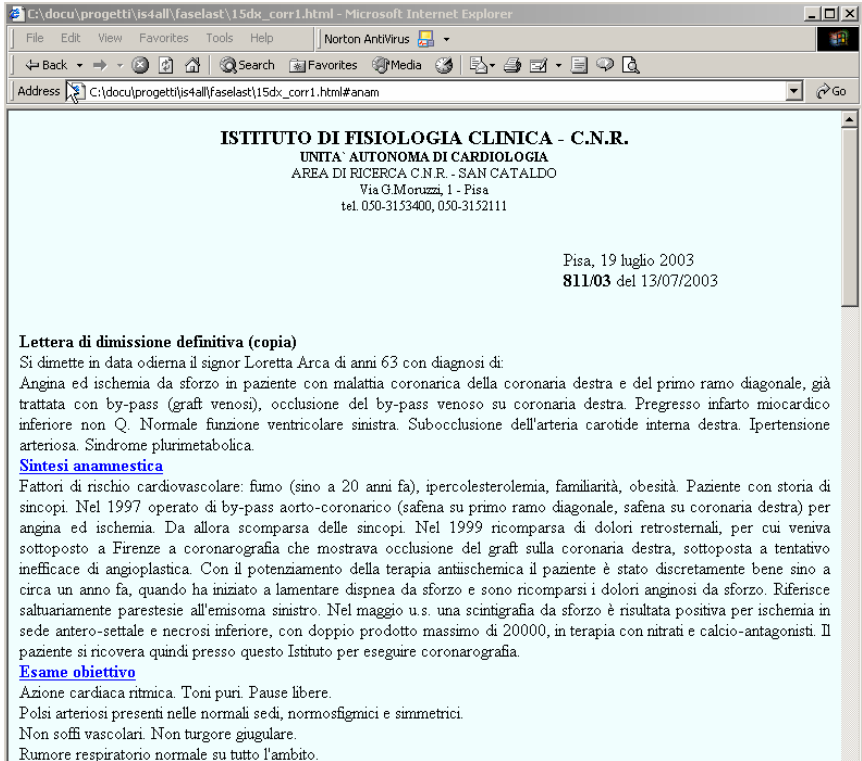 C:\docu\progetti\is4all\faselast\15dx_corr1.html - Microsoft Internet Explorer
File Edit View Favorites Tools Help Norton AntiVirus
Back Search Favorites Media
Address C:\docu\progetti\is4all\faselast\15dx_corr1.html#anam Go
ISTITUTO DI FISIOLOGIA CLINICA - C.N.R.
UNITA` AUTONOMA DI CARDIOLOGIA
AREA DI RICERCA C.N.R. - SAN CATALDO
Via G.Moruzzi, 1 - Pisa
tel. 050-3153400, 050-3152111
Pisa, 19 luglio 2003
811/03 del 13/07/2003
Lettera di dimissione definitiva (copia)
Si dimette in data odierna il signor Loretta Arca di anni 63 con diagnosi di:
Angina ed ischemia da sforzo in paziente con malattia coronarica della coronaria destra e del primo ramo diagonale, già
trattata con by-pass (graft venosi), occlusione del by-pass venoso su coronaria destra. Pregresso infarto miocardico
inferiore non Q. Normale funzione ventricolare sinistra. Subocclusione dell'arteria carotide interna destra. Ipertensione
arteriosa. Sindrome plurimetabolica.
Sintesi anamnestica
Fattori di rischio cardiovascolare: fumo (sino a 20 anni fa), ipercolesterolemia, familiarità, obesità. Paziente con storia di
sincopi. Nel 1997 operato di by-pass aorto-coronarico (safena su primo ramo diagonale, safena su coronaria destra) per
angina ed ischemia. Da allora scomparsa delle sincopi. Nel 1999 ricomparsa di dolori retrosternali, per cui veniva
sottoposto a Firenze a coronarografia che mostrava occlusione del graft sulla coronaria destra, sottoposta a tentativo
inefficace di angioplastica. Con il potenziamento della terapia antiischemica il paziente è stato discretamente bene sino a
circa un anno fa, quando ha iniziato a lamentare dispnea da sforzo e sono ricomparsi i dolori anginosi da sforzo. Riferisce
saltuariamente parestesie all'emisoma sinistro. Nel maggio u.s. una scintigrafia da sforzo è risultata positiva per ischemia in
sede antero-settale e necrosi inferiore, con doppio prodotto massimo di 20000, in terapia con nitrati e calcio-antagonisti. Il
paziente si ricovera quindi presso questo Istituto per eseguire coronarografia.
Esame obiettivo
Azione cardiaca ritmica. Toni puri. Pause libere.
Polsi arteriosi presenti nelle normali sedi, normosfigmici e simmetrici.
Non soffi vascolari. Non turgore giugulare.
Rumore respiratorio normale su tutto l'ambito.